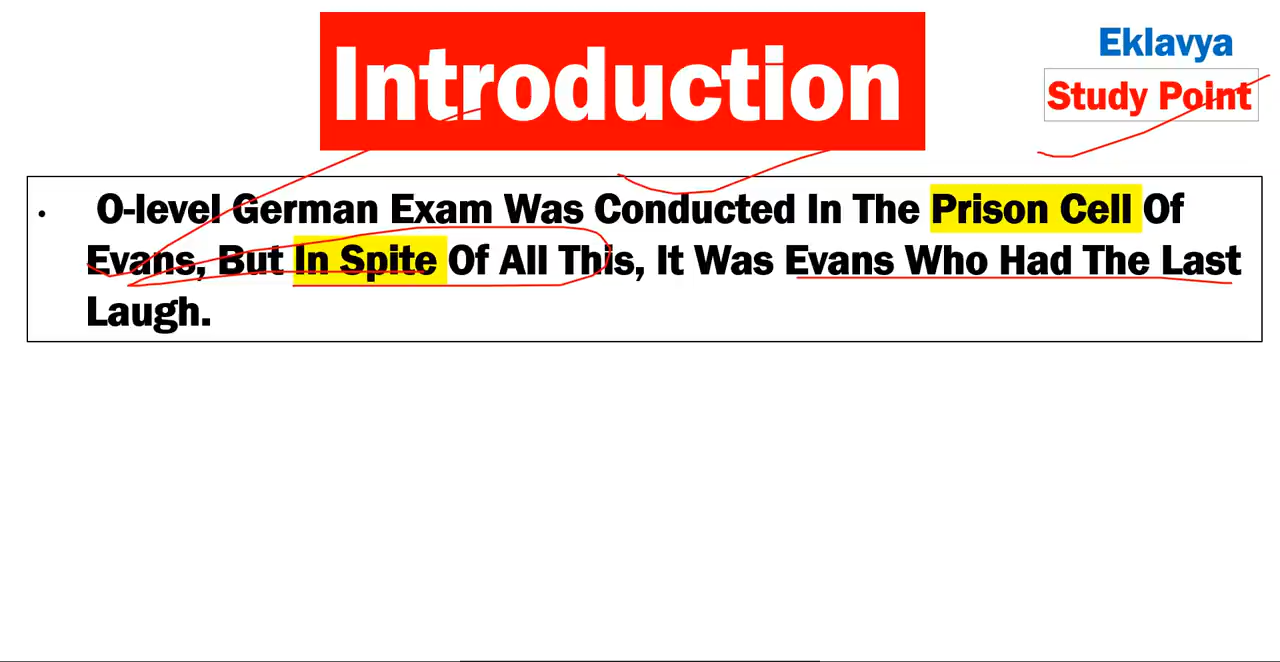 Introduction
Eklavya
Study Point
• O-level German Exam Was Conducted In The Prison Cell Of
Evans, But In Spite Of All This, It Was Evans Who Had The Last
Laugh.